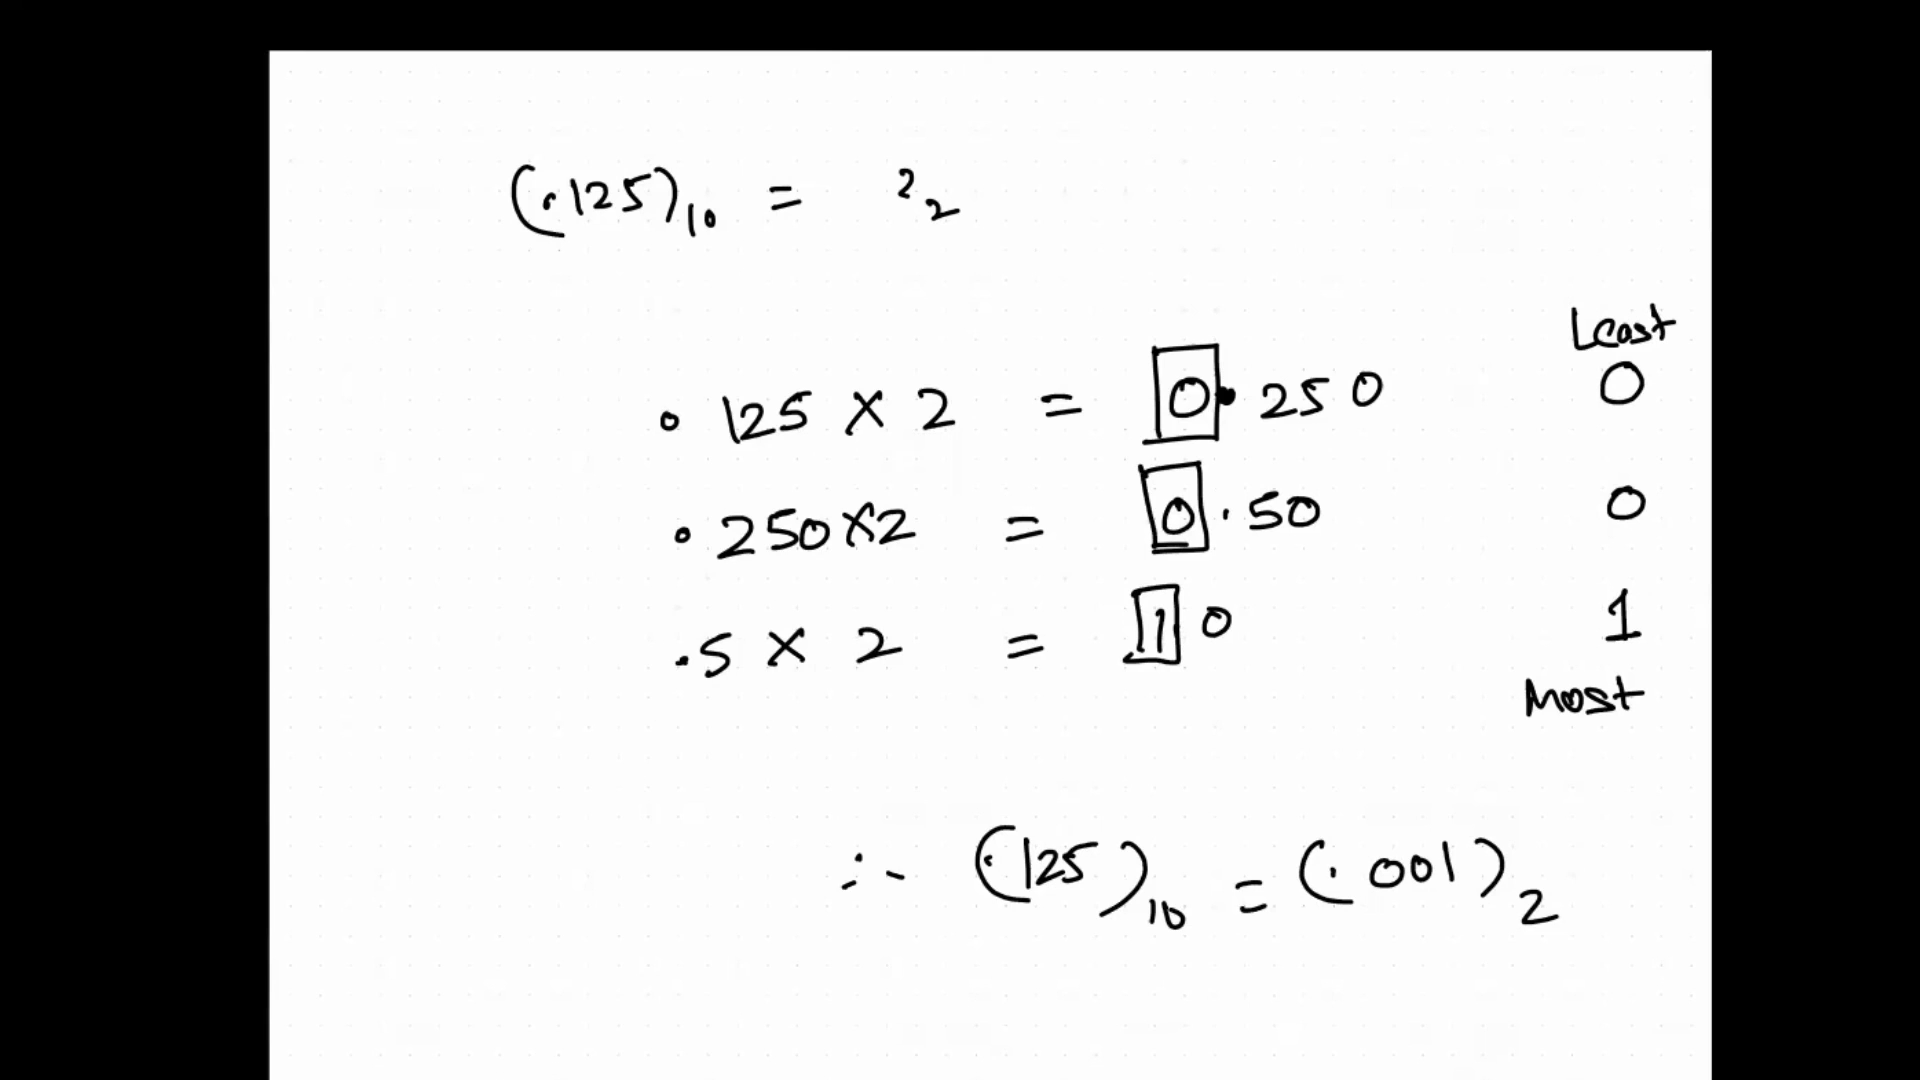 (.125)10 = ?2
Least
.125 x 2 = 0.250 0
.250 x 2 = 0.50 0
.5 x 2 = 1 0 1
Most
∴ (.125)10 = (.001)2